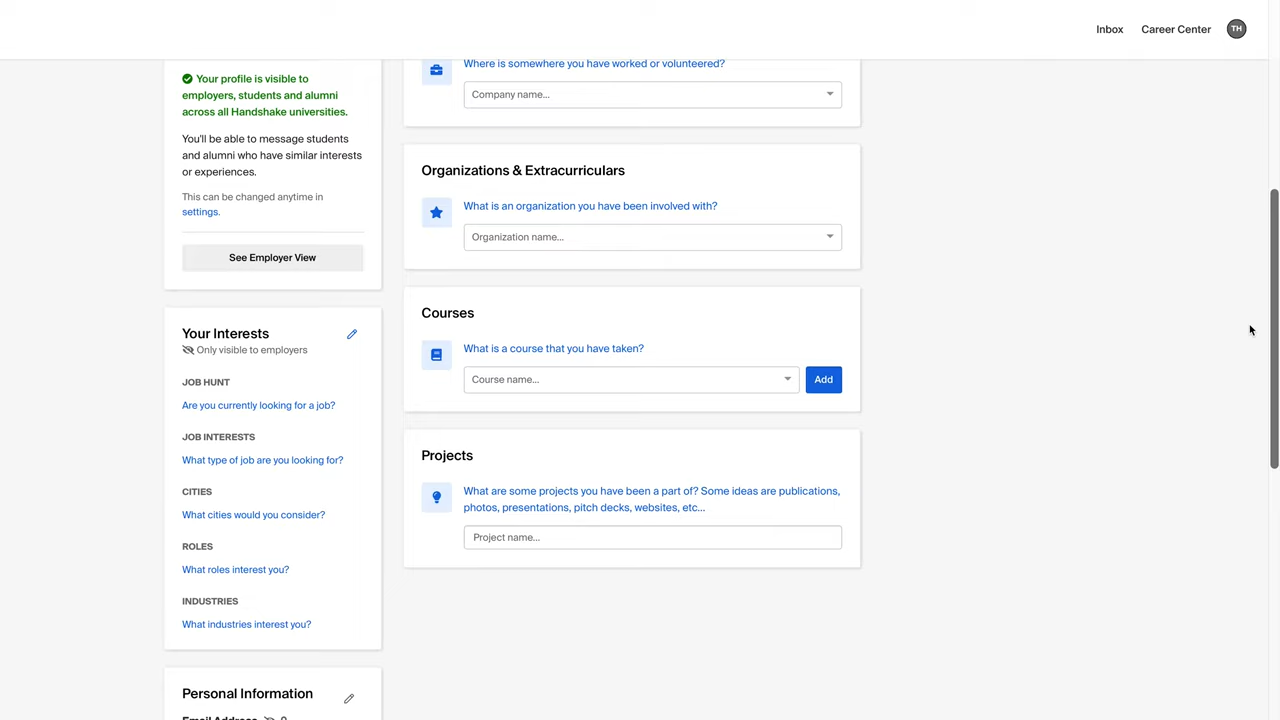 Inbox
Career Center
TH
Your profile is visible to
employers, students and alumni
across all Handshake universities.
You'll be able to message students
and alumni who have similar interests
or experiences.
This can be changed anytime in
settings.
See Employer View
Your Interests
Only visible to employers
JOB HUNT
Are you currently looking for a job?
JOB INTERESTS
What type of job are you looking for?
CITIES
What cities would you consider?
ROLES
What roles interest you?
INDUSTRIES
What industries interest you?
Personal Information
Email Address
Where is somewhere you have worked or volunteered?
Company name...
Organizations & Extracurriculars
What is an organization you have been involved with?
Organization name...
Courses
What is a course that you have taken?
Course name...
Add
Projects
What are some projects you have been a part of? Some ideas are publications,
photos, presentations, pitch decks, websites, etc...
Project name...